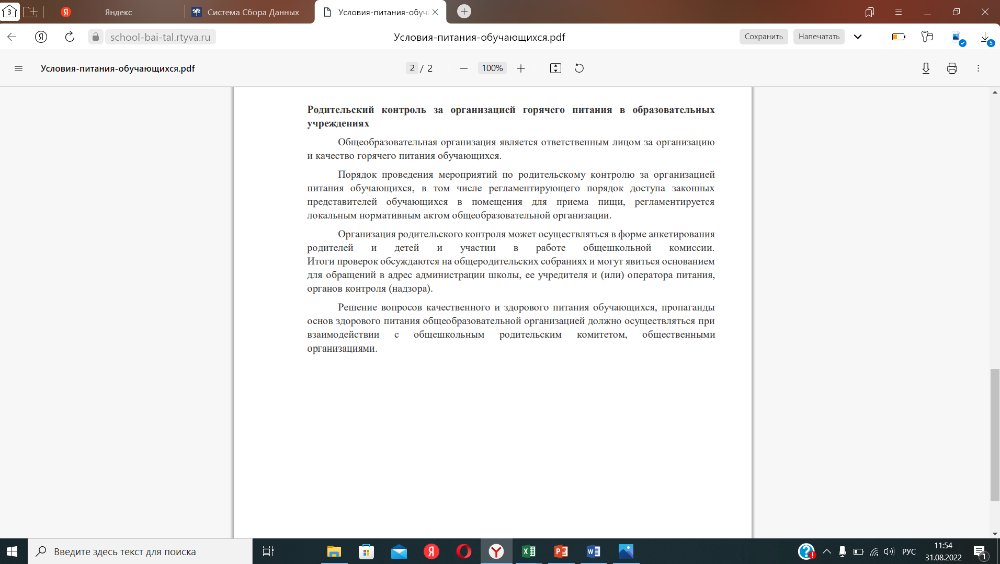 3
Яндекс
Система Сбора Данных
Условия-питания-обуча
school-bai-tal.rtyva.ru
Условия-питания-обучающихся.pdf
Сохранить
Напечатать
5
Условия-питания-обучающихся.pdf
2 / 2
100%
Родительский контроль за организацией горячего питания в образовательных
учреждениях
Общеобразовательная организация является ответственным лицом за организацию
и качество горячего питания обучающихся.
Порядок проведения мероприятий по родительскому контролю за организацией
питания обучающихся, в том числе регламентирующего порядок доступа законных
представителей обучающихся в помещения для приема пищи, регламентируется
локальным нормативным актом общеобразовательной организации.
Организация родительского контроля может осуществляться в форме анкетирования
родителей и детей и участии в работе общешкольной комиссии.
Итоги проверок обсуждаются на общеродительских собраниях и могут явиться основанием
для обращений в адрес администрации школы, ее учредителя и (или) оператора питания,
органов контроля (надзора).
Решение вопросов качественного и здорового питания обучающихся, пропаганды
основ здорового питания общеобразовательной организацией должно осуществляться при
взаимодействии с общешкольным родительским комитетом, общественными
организациями.
Введите здесь текст для поиска
РУС
11:54
31.08.2022
1